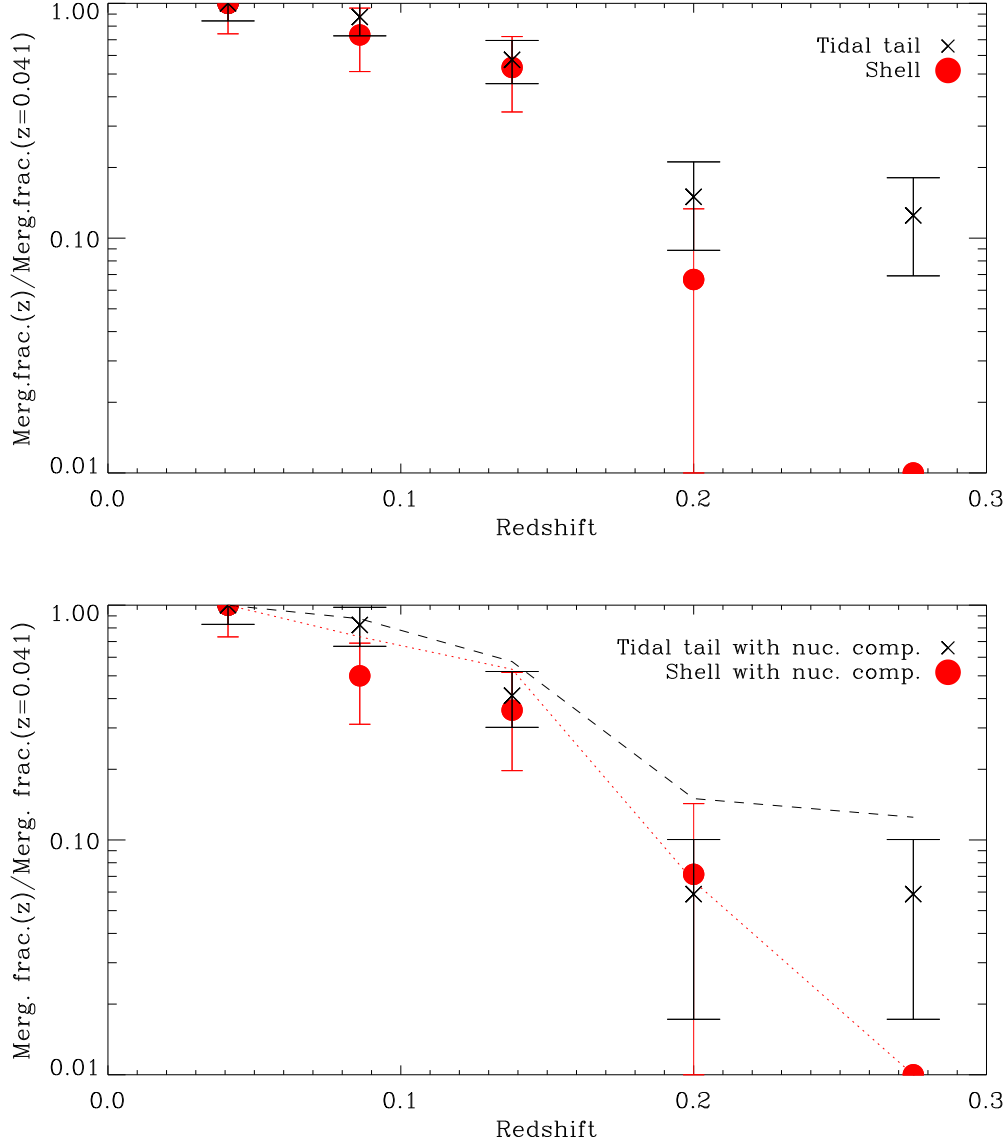 Merg.frac.(z)/Merg.frac.(z=0.041)
1.00
0.10
0.01
Tidal tail
Shell
0.0 0.1 0.2 0.3
Redshift
Merg. frac.(z)/Merg. frac.(z=0.041)
1.00
0.10
0.01
Tidal tail with nuc. comp.
Shell with nuc. comp.
0.0 0.1 0.2 0.3
Redshift